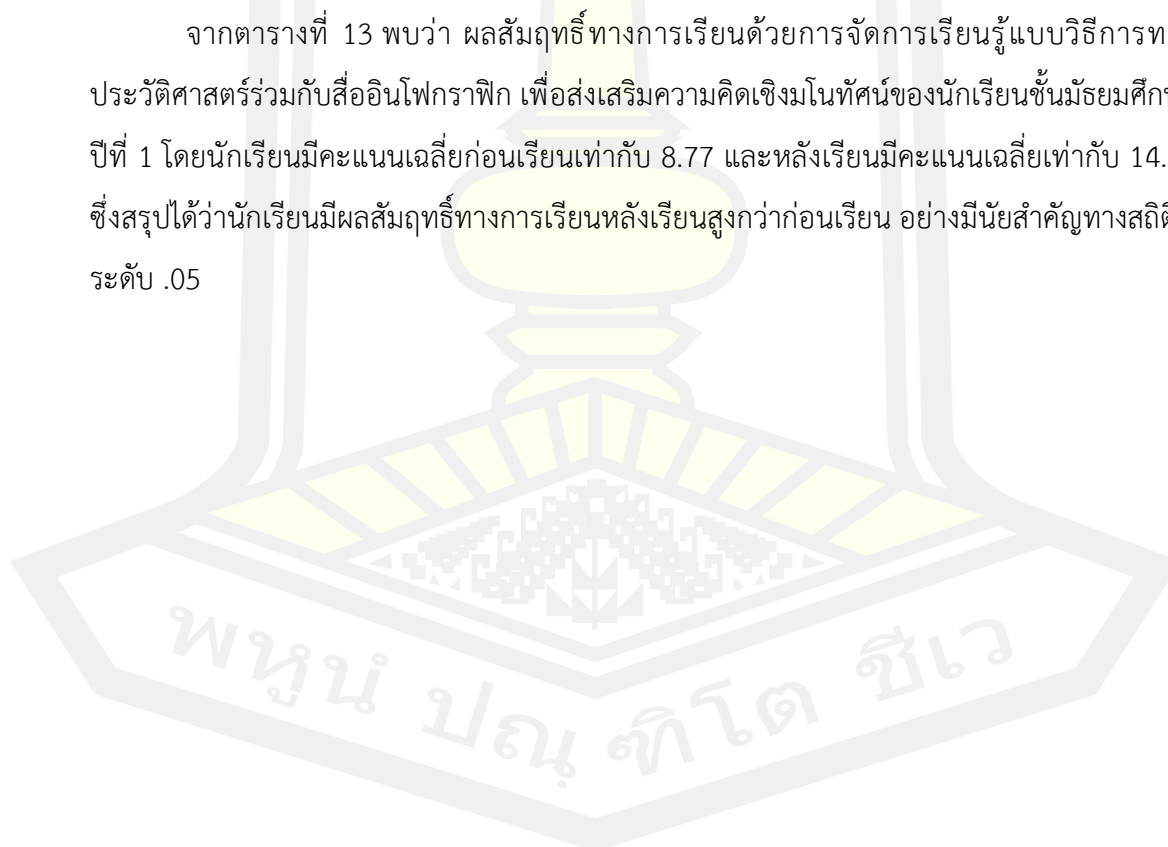 จากตารางที่ 13 พบว่า ผลสัมฤทธิ์ทางการเรียนด้วยการจัดการเรียนรู้แบบวิธีการท
ประวัติศาสตร์ร่วมกับสื่ออินโฟกราฟิก เพื่อส่งเสริมความคิดเชิงมโนทัศน์ของนักเรียนชั้นมัธยมศึก
ปีที่ 1 โดยนักเรียนมีคะแนนเฉลี่ยก่อนเรียนเท่ากับ 8.77 และหลังเรียนมีคะแนนเฉลี่ยเท่ากับ 14.
ซึ่งสรุปได้ว่านักเรียนมีผลสัมฤทธิ์ทางการเรียนหลังเรียนสูงกว่าก่อนเรียน อย่างมีนัยสำคัญทางสถิติ
ระดับ .05
พหูนํ ปณฺฑิโต ชีเว